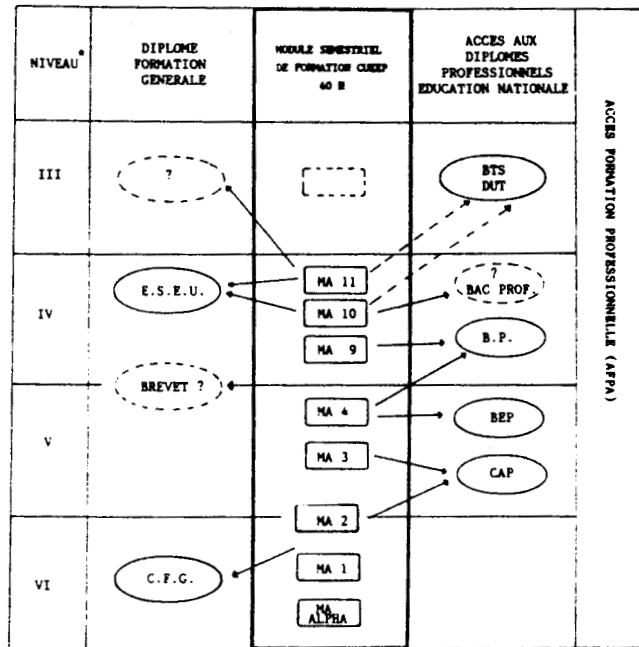 NIVEAU*
DIPLOME
FORMATION
GENERALE
MODULE SEMESTRIEL
DE FORMATION CUEEP
60 H
ACCES AUX
DIPLOMES
PROFESSIONNELS
EDUCATION NATIONALE
ACCES FORMATION PROFESSIONNELLE (AFPA)
III
?
BTS
DUT
IV
E.S.E.U.
MA 11
MA 10
MA 9
?
BAC PROF.
B.P.
BREVET ?
V
MA 4
MA 3
BEP
CAP
MA 2
VI
C.F.G.
MA 1
MA
ALPHA